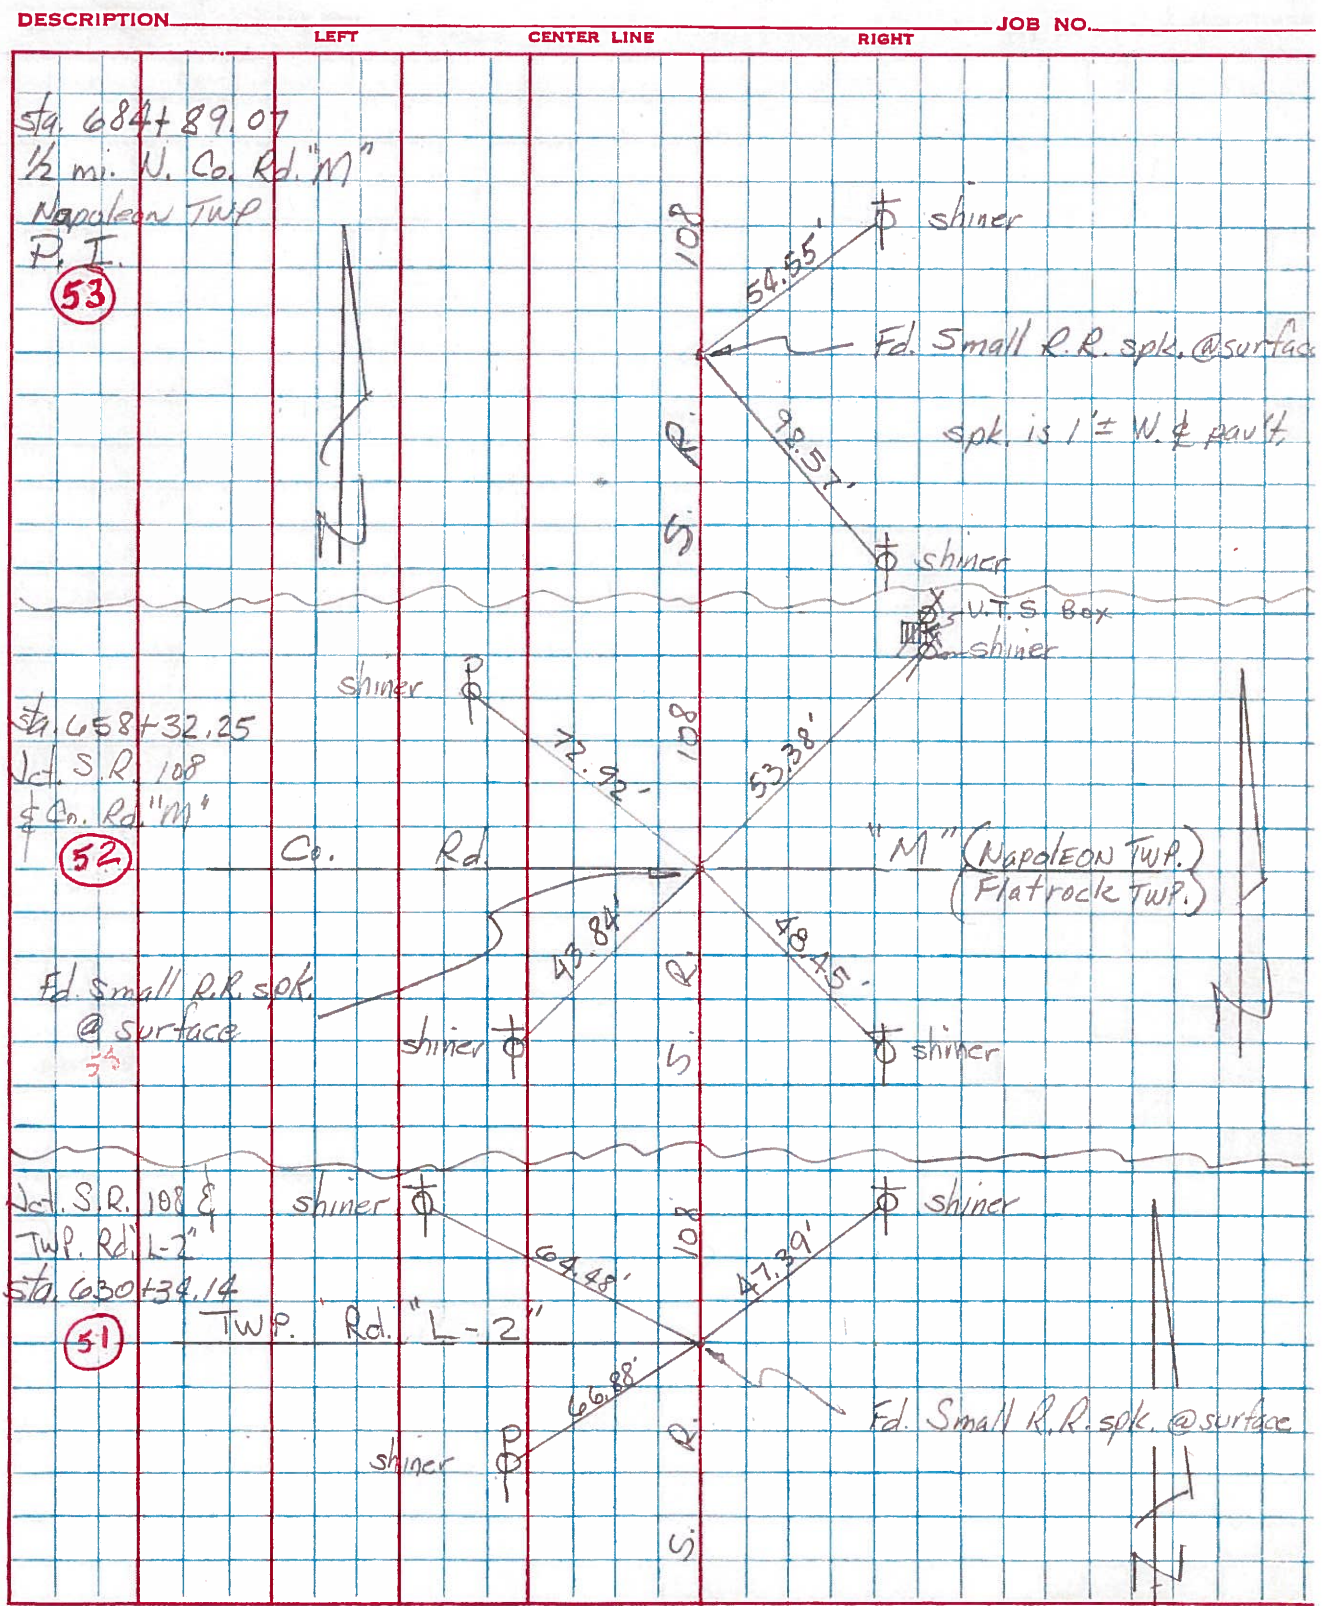 DESCRIPTION JOB NO.
LEFT CENTER LINE RIGHT
sta. 684+89.07
1/2 mi. N. Co. Rd. "M"
Napoleon TWP
P. I.
53
N
S. R. 108
54.55'
shiner
Fd. Small R.R. spk. @ surfac
spk. is 1'± W. ℄ pav't.
92.57'
shiner
U.T.S. Box
shiner
shiner
sta. 658+32.25
Jct. S.R. 108
& Co. Rd. "M"
52
72.92'
S. R. 108
53.38'
Co. Rd. "M" (Napoleon TWP.)
(Flatrock TWP.)
43.84'
48.45'
Fd. Small R.R. spk.
@ surface
shiner
shiner
N
Jct. S.R. 108 &
TWP. Rd. "L-2"
sta. 630+34.14
51
shiner
shiner
64.48'
S. R. 108
47.39'
TWP. Rd. "L-2"
66.88'
Fd. Small R.R. spk. @ surface
shiner
N